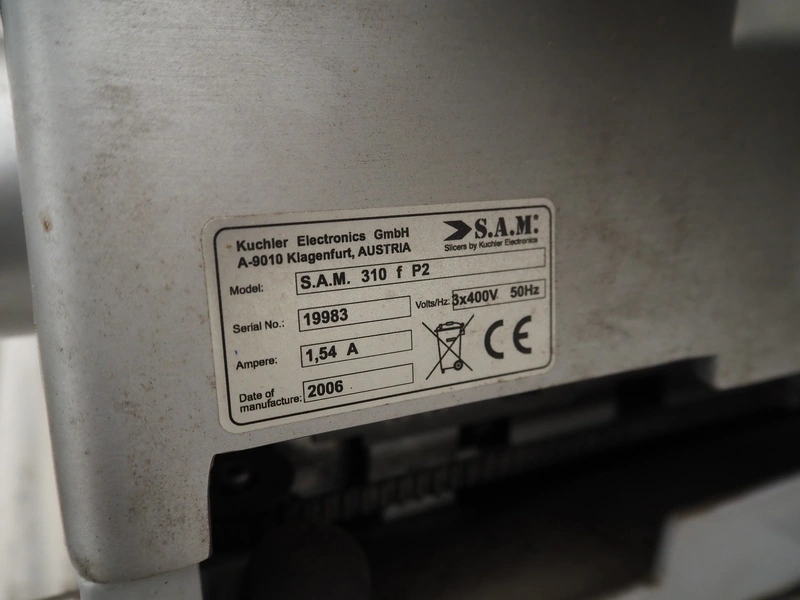 Kuchler Electronics GmbH
A-9010 Klagenfurt, AUSTRIA
S.A.M.
Slicers by Kuchler Electronics
Model: S.A.M. 310 f P2
Serial No.: 19983
Volts/Hz: 3x400V 50Hz
Ampere: 1,54 A
CE
Date of
manufacture: 2006